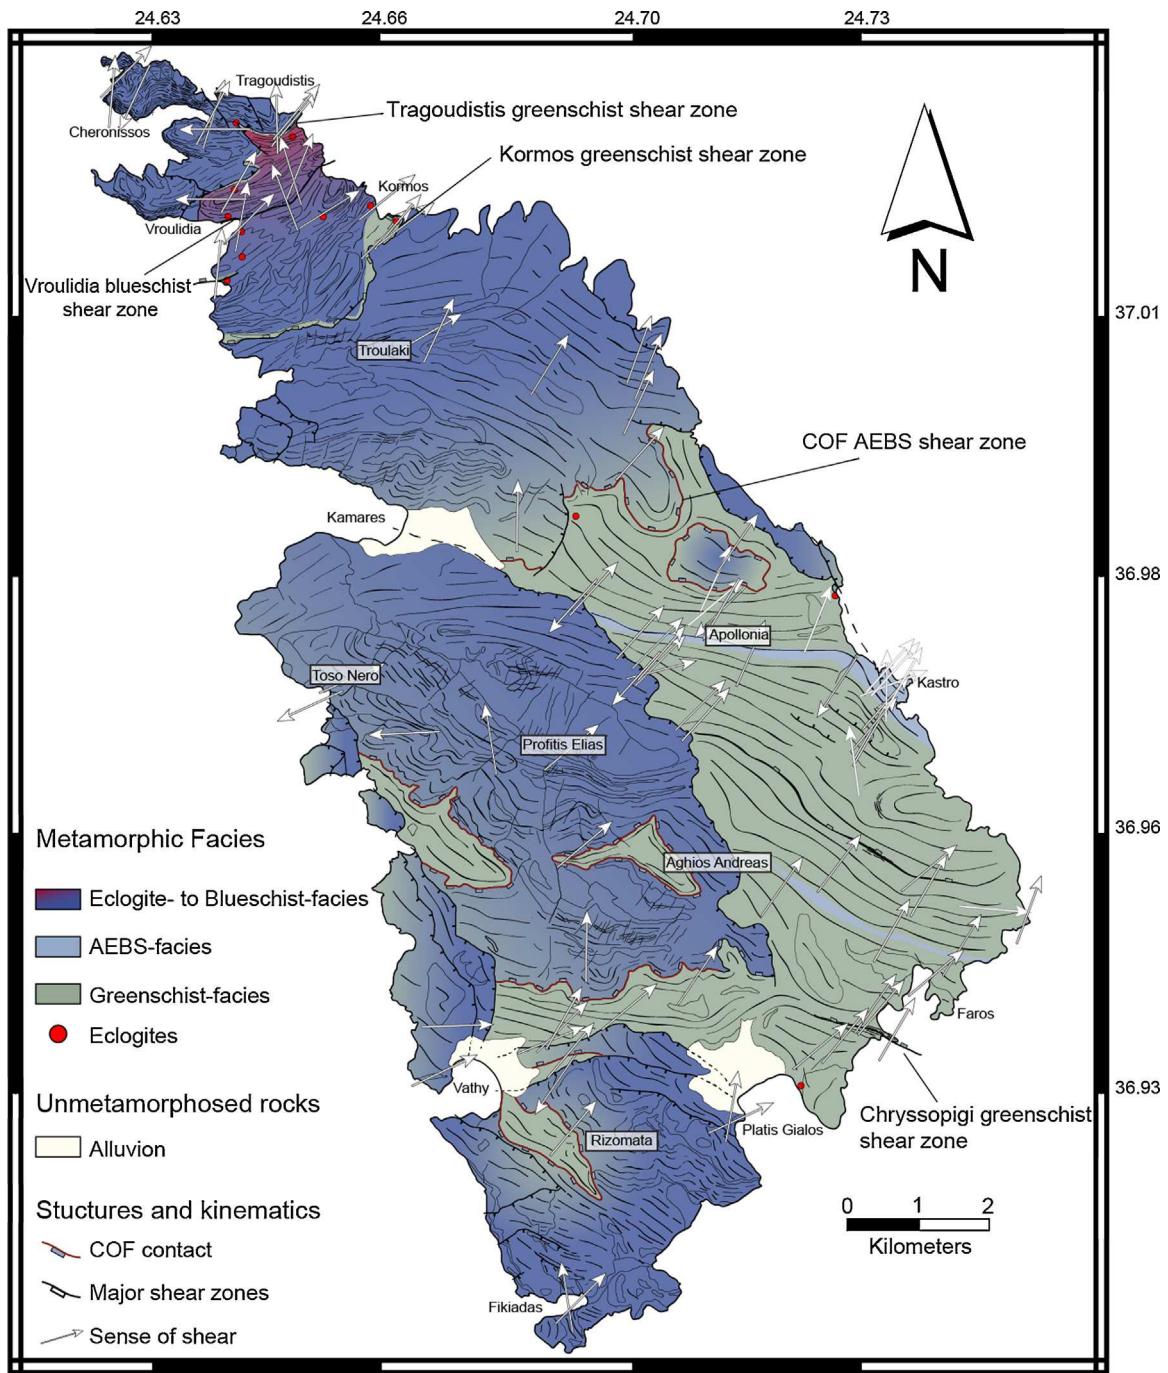 24.63
24.66
24.70
24.73
Tragoudistis
Tragoudistis greenschist shear zone
Cheronissos
Kormos greenschist shear zone
Kormos
Vroulidia
Vroulidia blueschist
shear zone
N
37.01
Troulaki
COF AEBS shear zone
Kamares
36.98
Apollonia
Toso Nero
Kastro
Profitis Elias
36.96
Metamorphic Facies
Aghios Andreas
Eclogite- to Blueschist-facies
AEBS-facies
Greenschist-facies
Faros
Eclogites
Vathy
36.93
Unmetamorphosed rocks
Platis Gialos
Chryssopigi greenschist
shear zone
Rizomata
Alluvion
0 1 2
Kilometers
Stuctures and kinematics
COF contact
Major shear zones
Fikiadas
Sense of shear